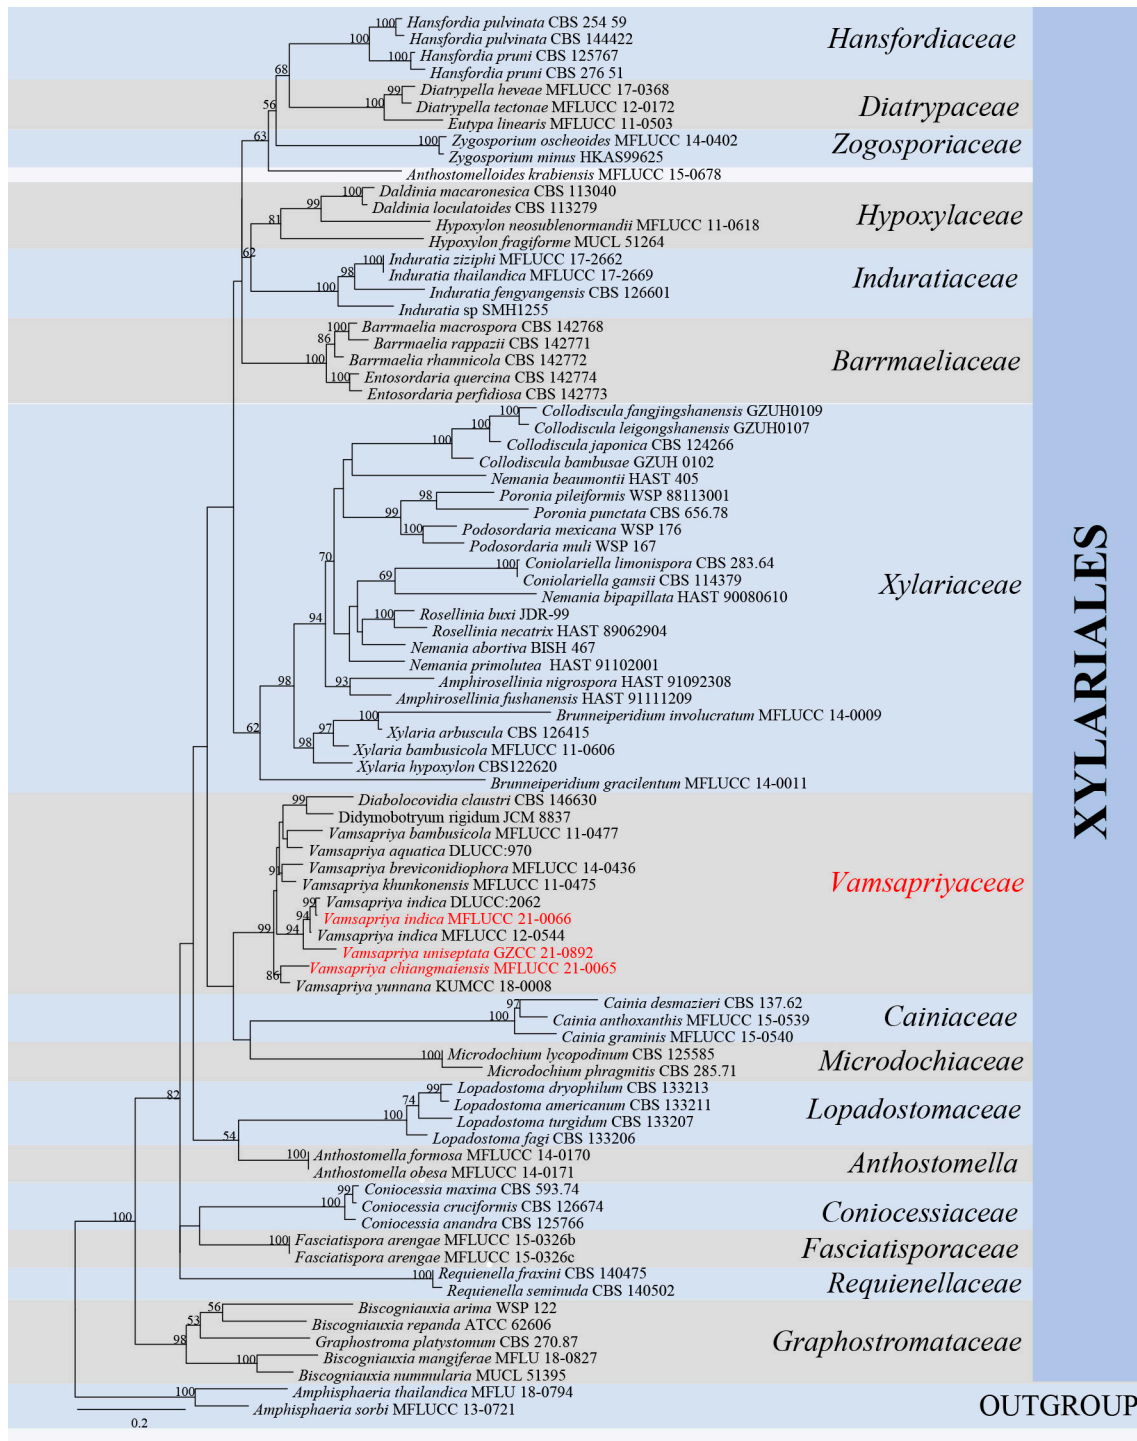 Hansfordia pulvinata CBS 254 59
100
Hansfordia pulvinata CBS 144422
100
Hansfordiaceae
Hansfordia pruni CBS 125767
100
Hansfordia pruni CBS 276 51
68
Diatrypella heveae MFLUCC 17-0368
99
Diatrypella tectonae MFLUCC 12-0172
100
Diatrypaceae
Eutypa linearis MFLUCC 11-0503
56
63
Zygosporium oscheoides MFLUCC 14-0402
100
Zogosporiaceae
Zygosporium minus HKAS99625
Anthostomelloides krabiensis MFLUCC 15-0678
Daldinia macaronesica CBS 113040
100
Daldinia loculatoides CBS 113279
99
Hypoxylaceae
Hypoxylon neosublenormandii MFLUCC 11-0618
81
Hypoxylon fragiforme MUCL 51264
62
Induratia ziziphi MFLUCC 17-2662
100
Induratia thailandica MFLUCC 17-2669
98
Induratiaceae
Induratia fengyangensis CBS 126601
100
Induratia sp SMH1255
Barrmaelia macrospora CBS 142768
100
Barrmaelia rappazii CBS 142771
86
Barrmaelia rhamnicola CBS 142772
100
Barrmaeliaceae
Entosordaria quercina CBS 142774
100
Entosordaria perfidiosa CBS 142773
Collodiscula fangjingshanensis GZUH0109
100
Collodiscula leigongshanensis GZUH0107
100
Collodiscula japonica CBS 124266
100
Collodiscula bambusae GZUH 0102
Nemania beaumontii HAST 405
Poronia pileiformis WSP 88113001
98
Poronia punctata CBS 656.78
99
Podosordaria mexicana WSP 176
100
Podosordaria muli WSP 167
70
Coniolariella limonispora CBS 283.64
100
Coniolariella gamsii CBS 114379
69
Xylariaceae
Nemania bipapillata HAST 90080610
Rosellinia buxi JDR-99
100
94
Rosellinia necatrix HAST 89062904
Nemania abortiva BISH 467
Nemania primolutea HAST 91102001
Amphirosellinia nigrospora HAST 91092308
98
93
Amphirosellinia fushanensis HAST 91111209
Brunneiperidium involucratum MFLUCC 14-0009
100
Xylaria arbuscula CBS 126415
62
97
98
Xylaria bambusicola MFLUCC 11-0606
Xylaria hypoxylon CBS122620
Brunneiperidium gracilentum MFLUCC 14-0011
Diabolocovidia claustri CBS 146630
99
Didymobotryum rigidum JCM 8837
Vamsapriya bambusicola MFLUCC 11-0477
Vamsapriya aquatica DLUCC:970
Vamsapriya breviconidiophora MFLUCC 14-0436
91
Vamsapriya khunkonensis MFLUCC 11-0475
Vamsapriyaceae
Vamsapriya indica DLUCC:2062
99
Vamsapriya indica MFLUCC 21-0066
94
Vamsapriya indica MFLUCC 12-0544
99
94
Vamsapriya uniseptata GZCC 21-0892
Vamsapriya chiangmaiensis MFLUCC 21-0065
86
Vamsapriya yunnana KUMCC 18-0008
Cainia desmazieri CBS 137.62
97
Cainia anthoxanthis MFLUCC 15-0539
100
Cainiaceae
Cainia graminis MFLUCC 15-0540
Microdochium lycopodinum CBS 125585
100
Microdochiaceae
Microdochium phragmitis CBS 285.71
82
Lopadostoma dryophilum CBS 133213
99
Lopadostoma americanum CBS 133211
74
Lopadostomaceae
Lopadostoma turgidum CBS 133207
100
Lopadostoma fagi CBS 133206
54
Anthostomella formosa MFLUCC 14-0170
100
Anthostomella
Anthostomella obesa MFLUCC 14-0171
Coniocessia maxima CBS 593.74
99
Coniocessia cruciformis CBS 126674
100
Coniocessiaceae
Coniocessia anandra CBS 125766
100
Fasciatispora arengae MFLUCC 15-0326b
100
Fasciatisporaceae
Fasciatispora arengae MFLUCC 15-0326c
Requienella fraxini CBS 140475
100
Requienellaceae
Requienella seminuda CBS 140502
Biscogniauxia arima WSP 122
56
Biscogniauxia repanda ATCC 62606
53
Graphostroma platystomum CBS 270.87
98
Graphostromataceae
Biscogniauxia mangiferae MFLU 18-0827
100
Biscogniauxia nummularia MUCL 51395
Amphisphaeria thailandica MFLU 18-0794
100
Amphisphaeria sorbi MFLUCC 13-0721
OUTGROUP
0.2
XYLARIALES